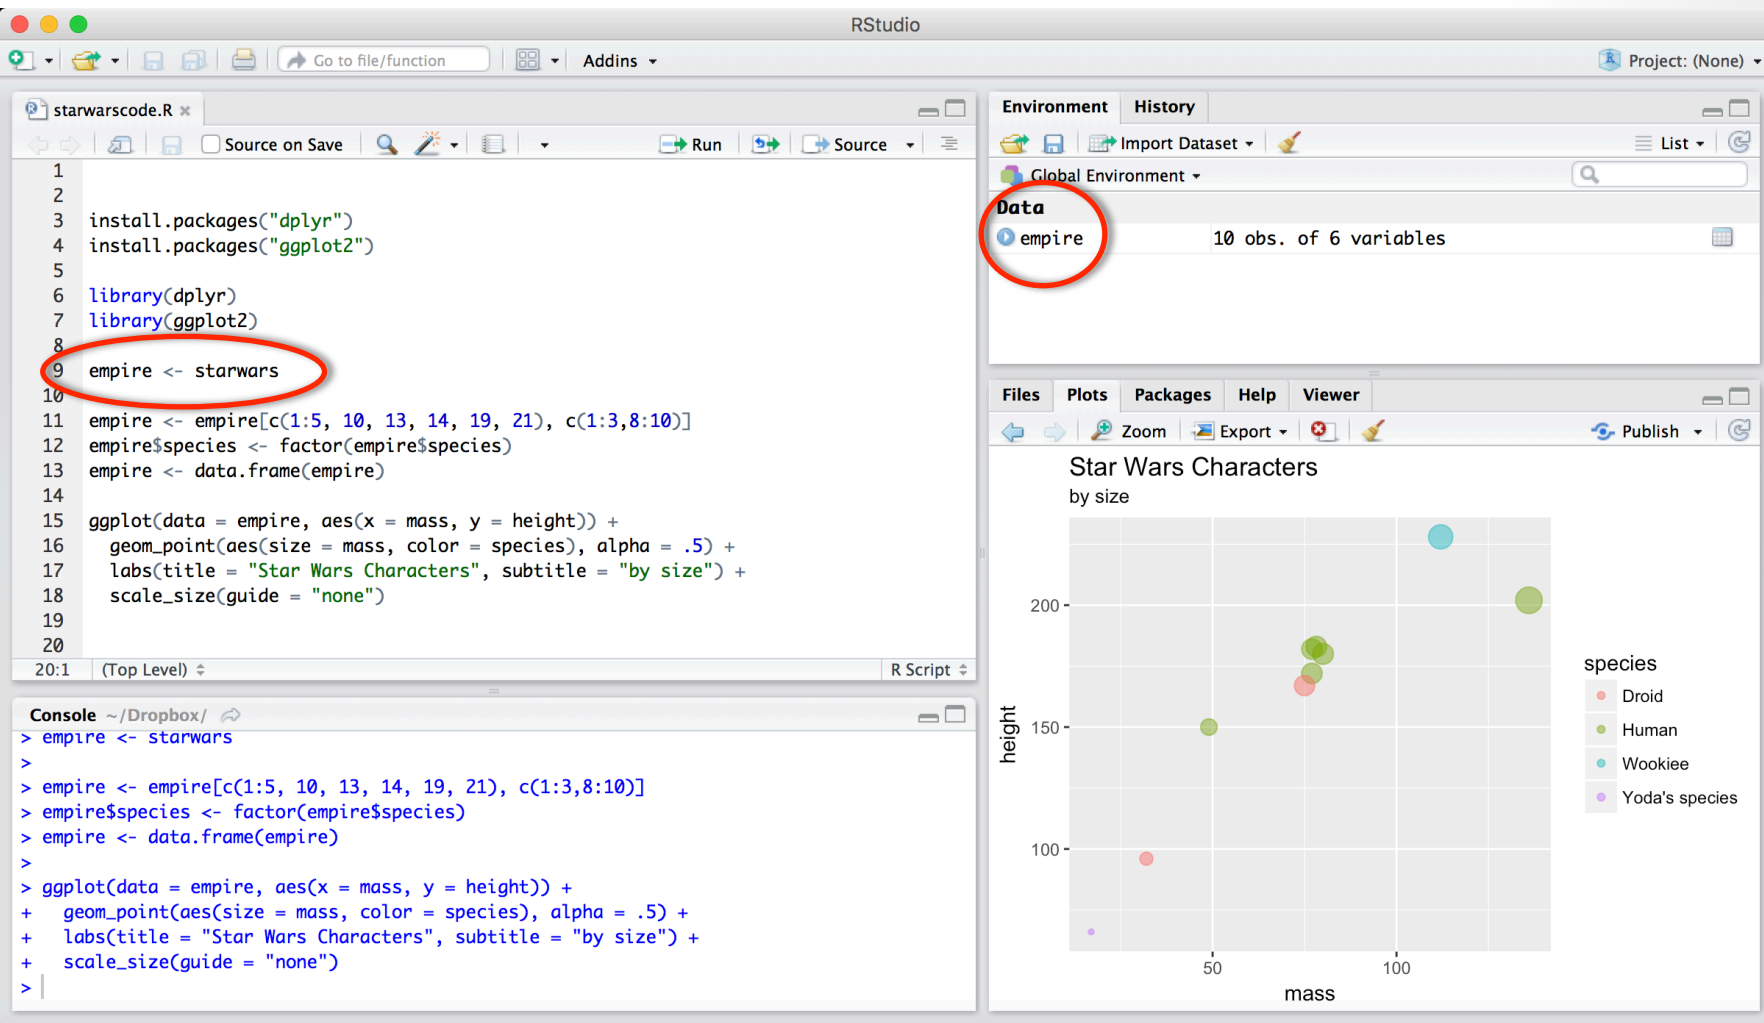 RStudio
Go to file/function
Addins
Project: (None)
starwarscode.R
Source on Save
Run
Source
1
2
3 install.packages("dplyr")
4 install.packages("ggplot2")
5
6 library(dplyr)
7 library(ggplot2)
8
9 empire <- starwars
10
11 empire <- empire[c(1:5, 10, 13, 14, 19, 21), c(1:3,8:10)]
12 empire$species <- factor(empire$species)
13 empire <- data.frame(empire)
14
15 ggplot(data = empire, aes(x = mass, y = height)) +
16   geom_point(aes(size = mass, color = species), alpha = .5) +
17   labs(title = "Star Wars Characters", subtitle = "by size") +
18   scale_size(guide = "none")
19
20
20:1 (Top Level) R Script
Console ~/Dropbox/
> empire <- starwars
>
> empire <- empire[c(1:5, 10, 13, 14, 19, 21), c(1:3,8:10)]
> empire$species <- factor(empire$species)
> empire <- data.frame(empire)
>
> ggplot(data = empire, aes(x = mass, y = height)) +
+   geom_point(aes(size = mass, color = species), alpha = .5) +
+   labs(title = "Star Wars Characters", subtitle = "by size") +
+   scale_size(guide = "none")
>
Environment History
Import Dataset List
Global Environment
Data
empire 10 obs. of 6 variables
Files Plots Packages Help Viewer
Zoom Export Publish
Star Wars Characters
by size
200
150
100
height
50 100
mass
species
Droid
Human
Wookiee
Yoda's species